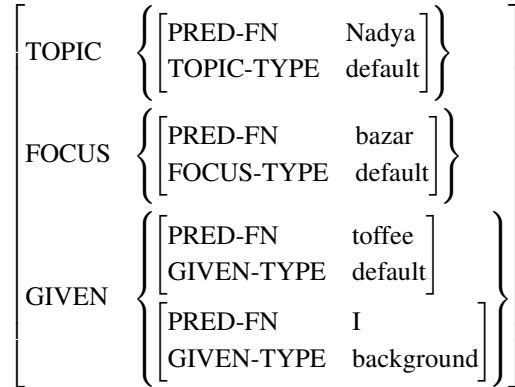 TOPIC PRED-FN Nadya
TOPIC-TYPE default
FOCUS PRED-FN bazar
FOCUS-TYPE default
GIVEN PRED-FN toffee
GIVEN-TYPE default
PRED-FN I
GIVEN-TYPE background